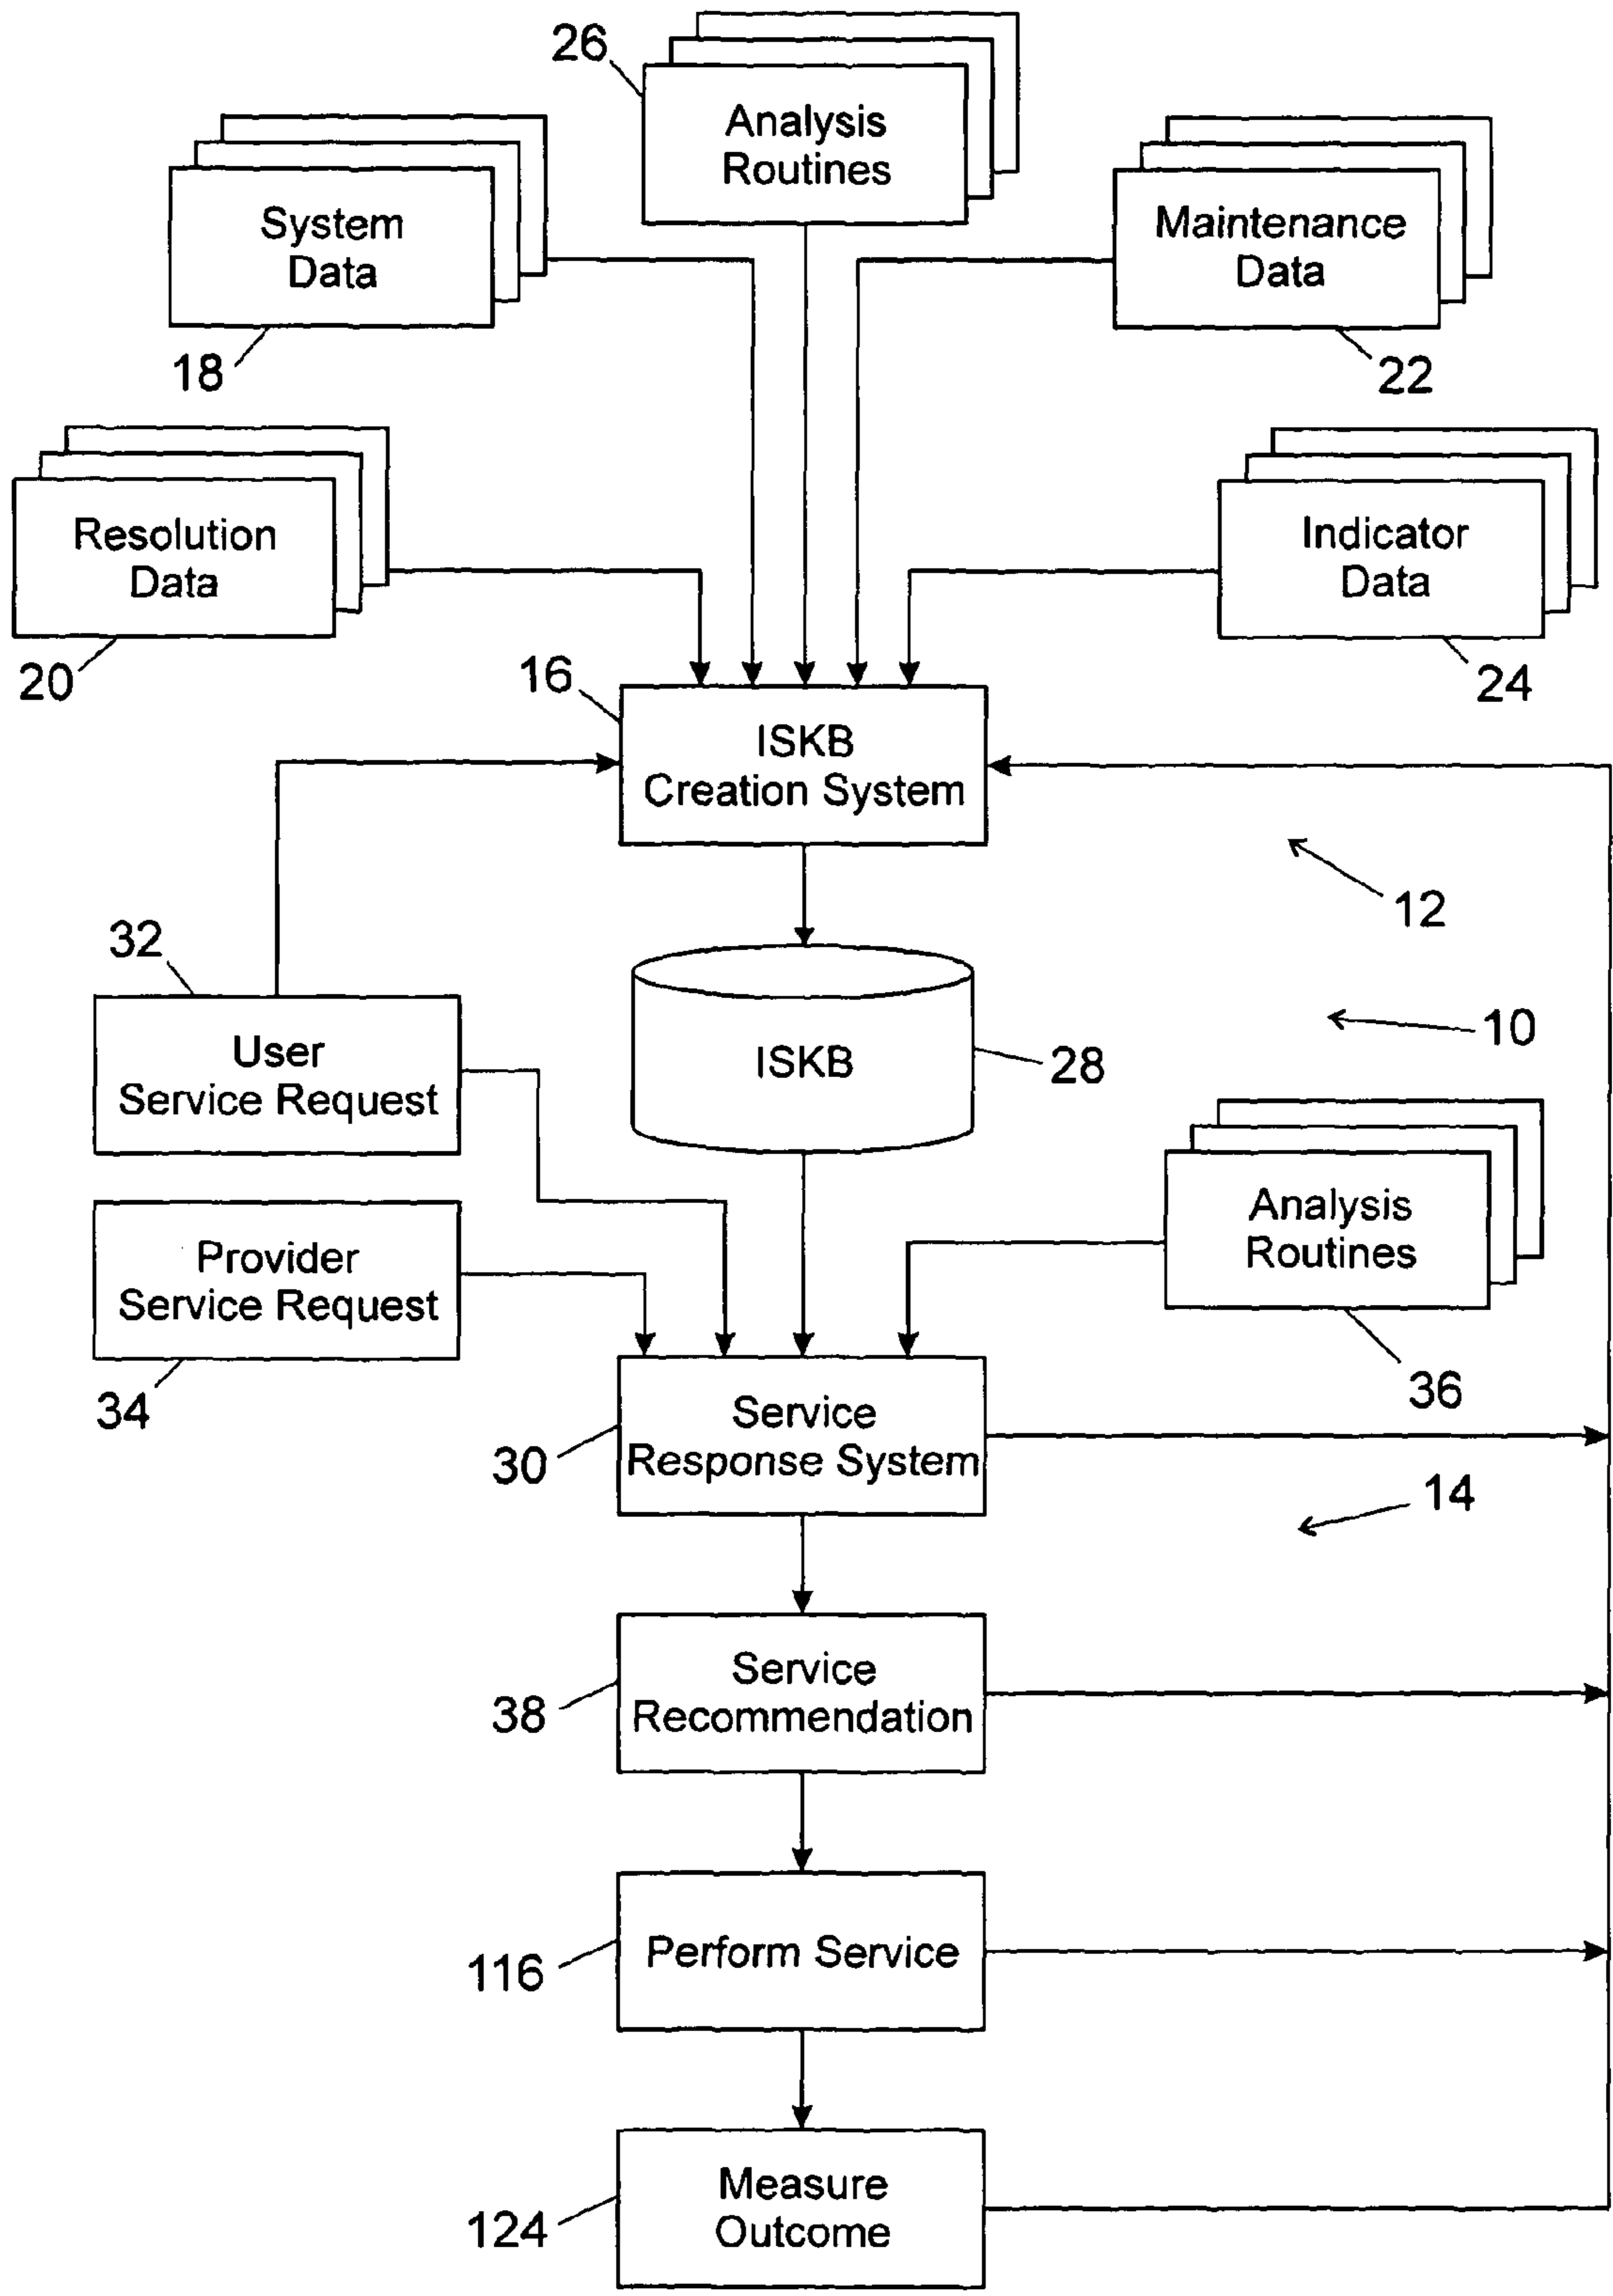 26
Analysis
Routines
System
Data
18
Maintenance
Data
22
Resolution
Data
20
Indicator
Data
24
16
ISKB
Creation System
12
32
User
Service Request
10
ISKB
28
Provider
Service Request
34
Analysis
Routines
36
Service
Response System
30
14
Service
Recommendation
38
Perform Service
116
Measure
Outcome
124